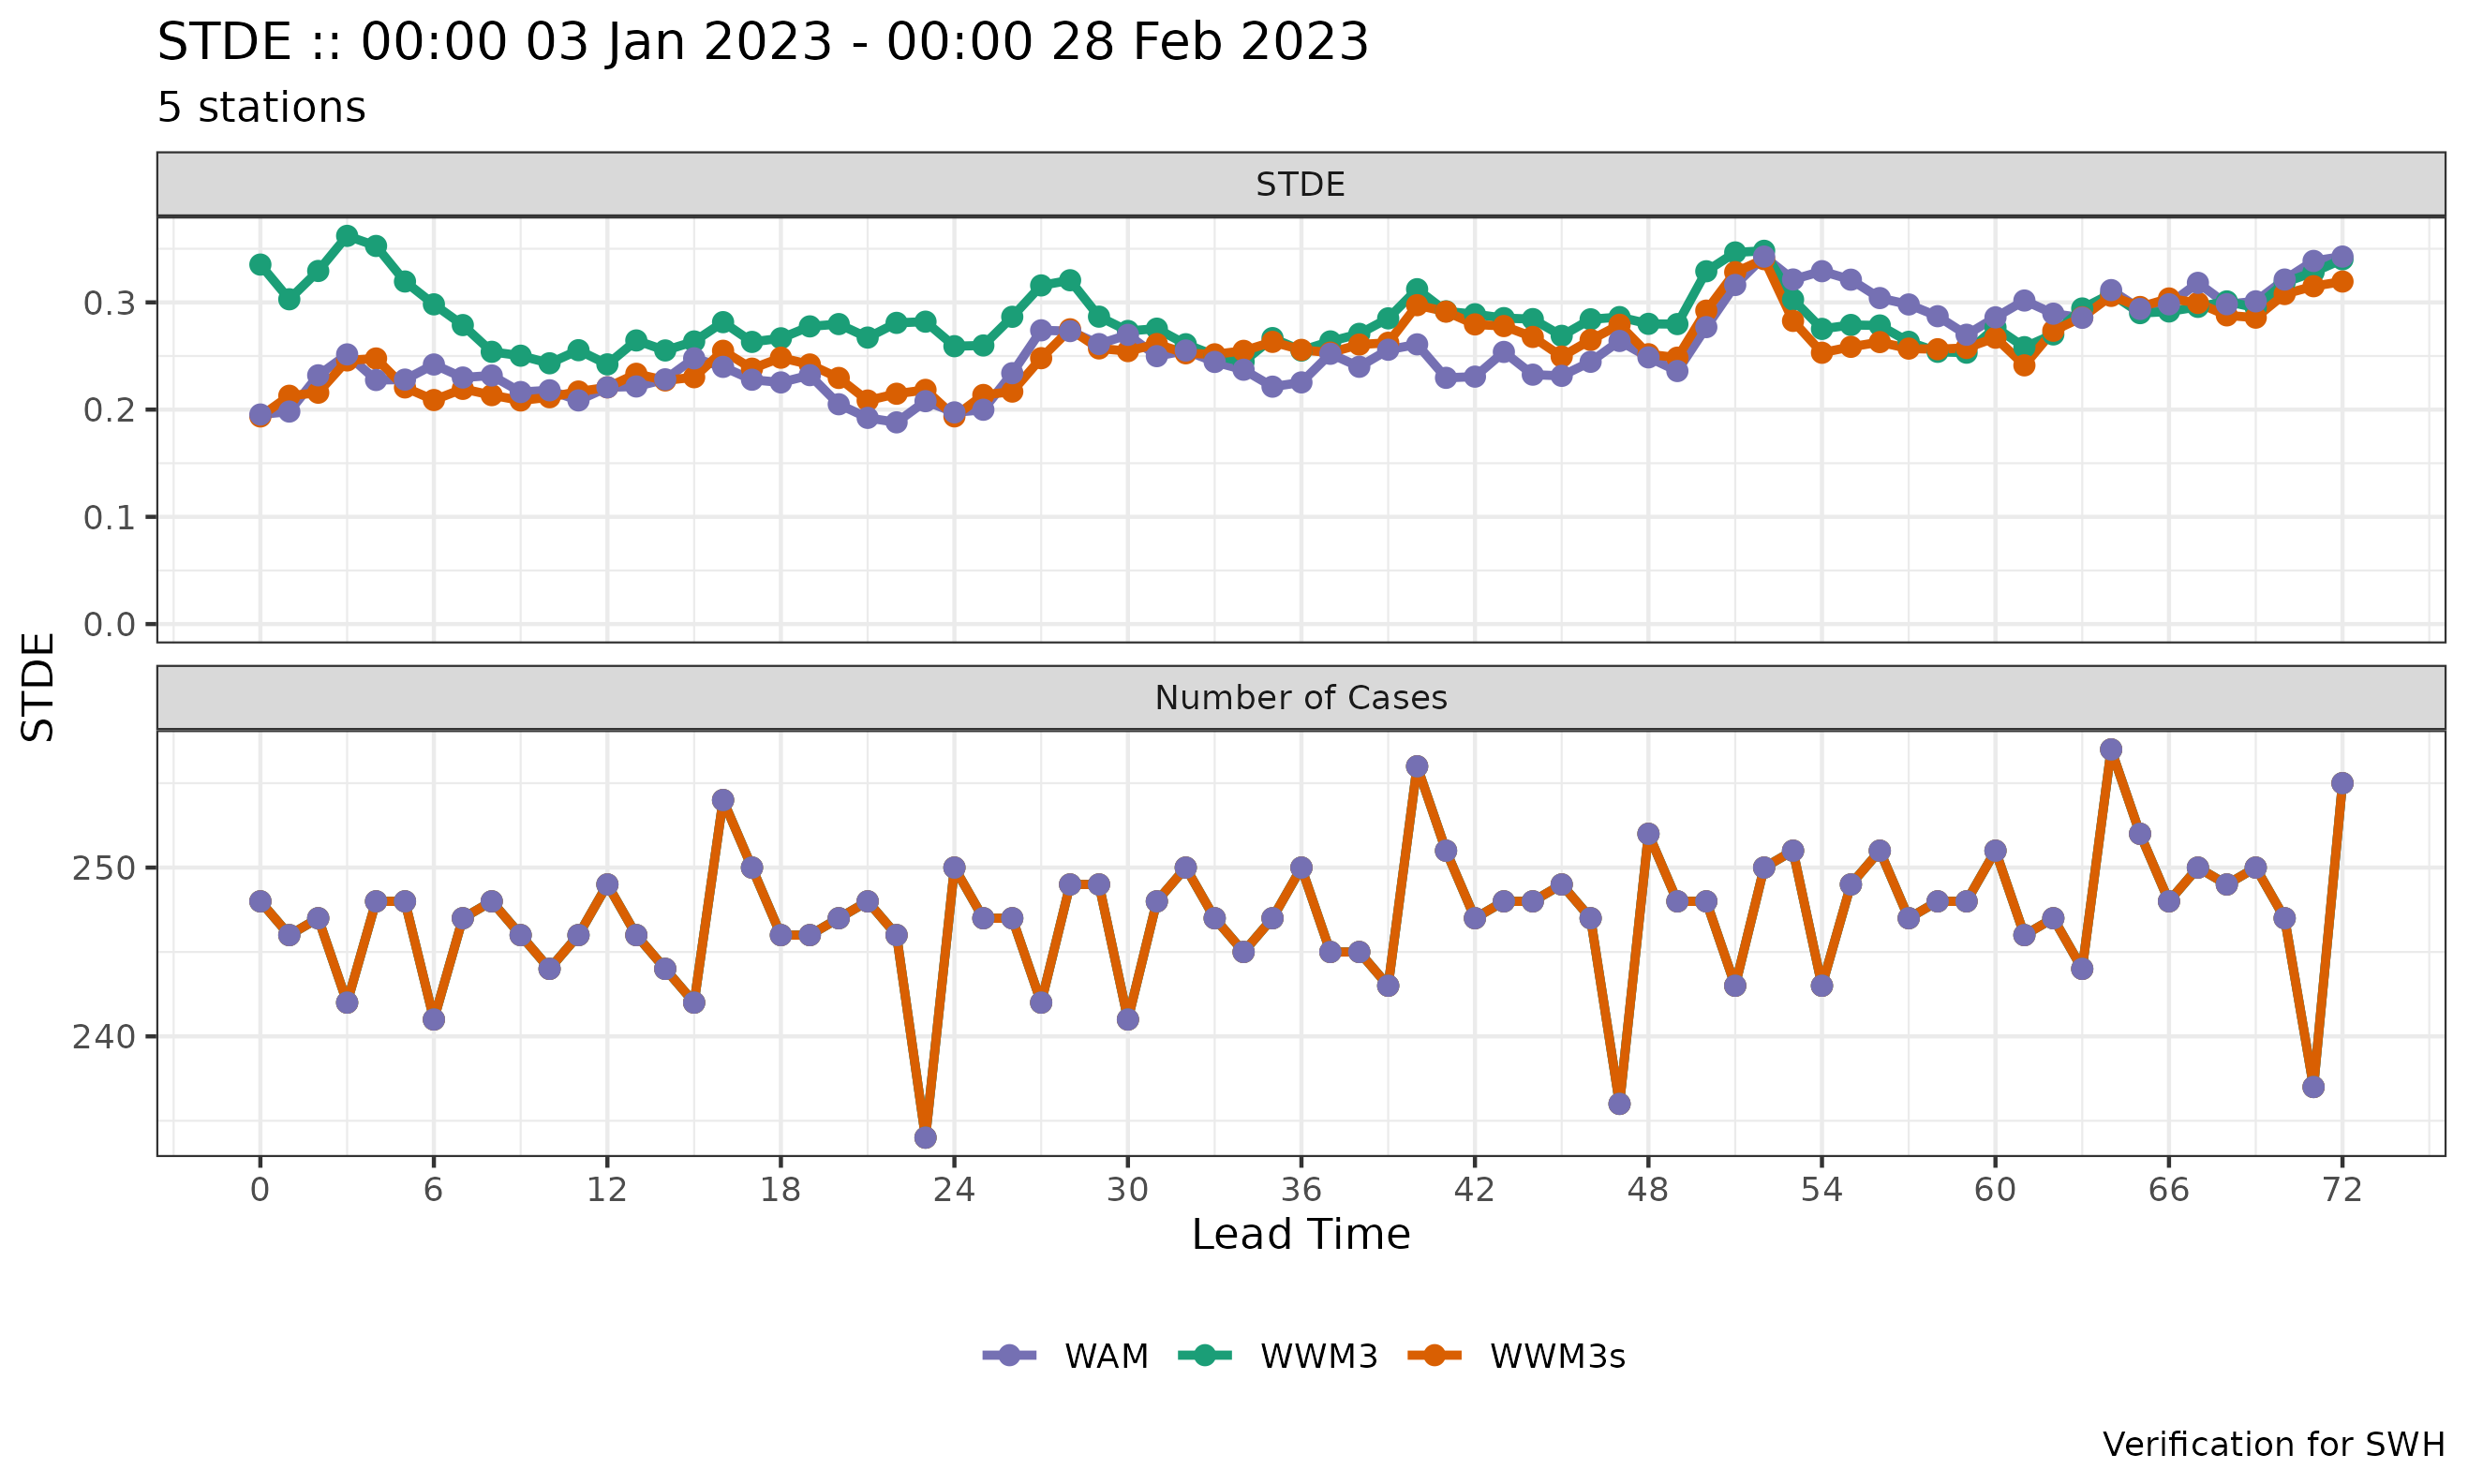 STDE :: 00:00 03 Jan 2023 - 00:00 28 Feb 2023
5 stations
STDE
0.3
0.2
0.1
0.0
STDE
Number of Cases
250
240
0 6 12 18 24 30 36 42 48 54 60 66 72
Lead Time
WAM WWM3 WWM3s
Verification for SWH